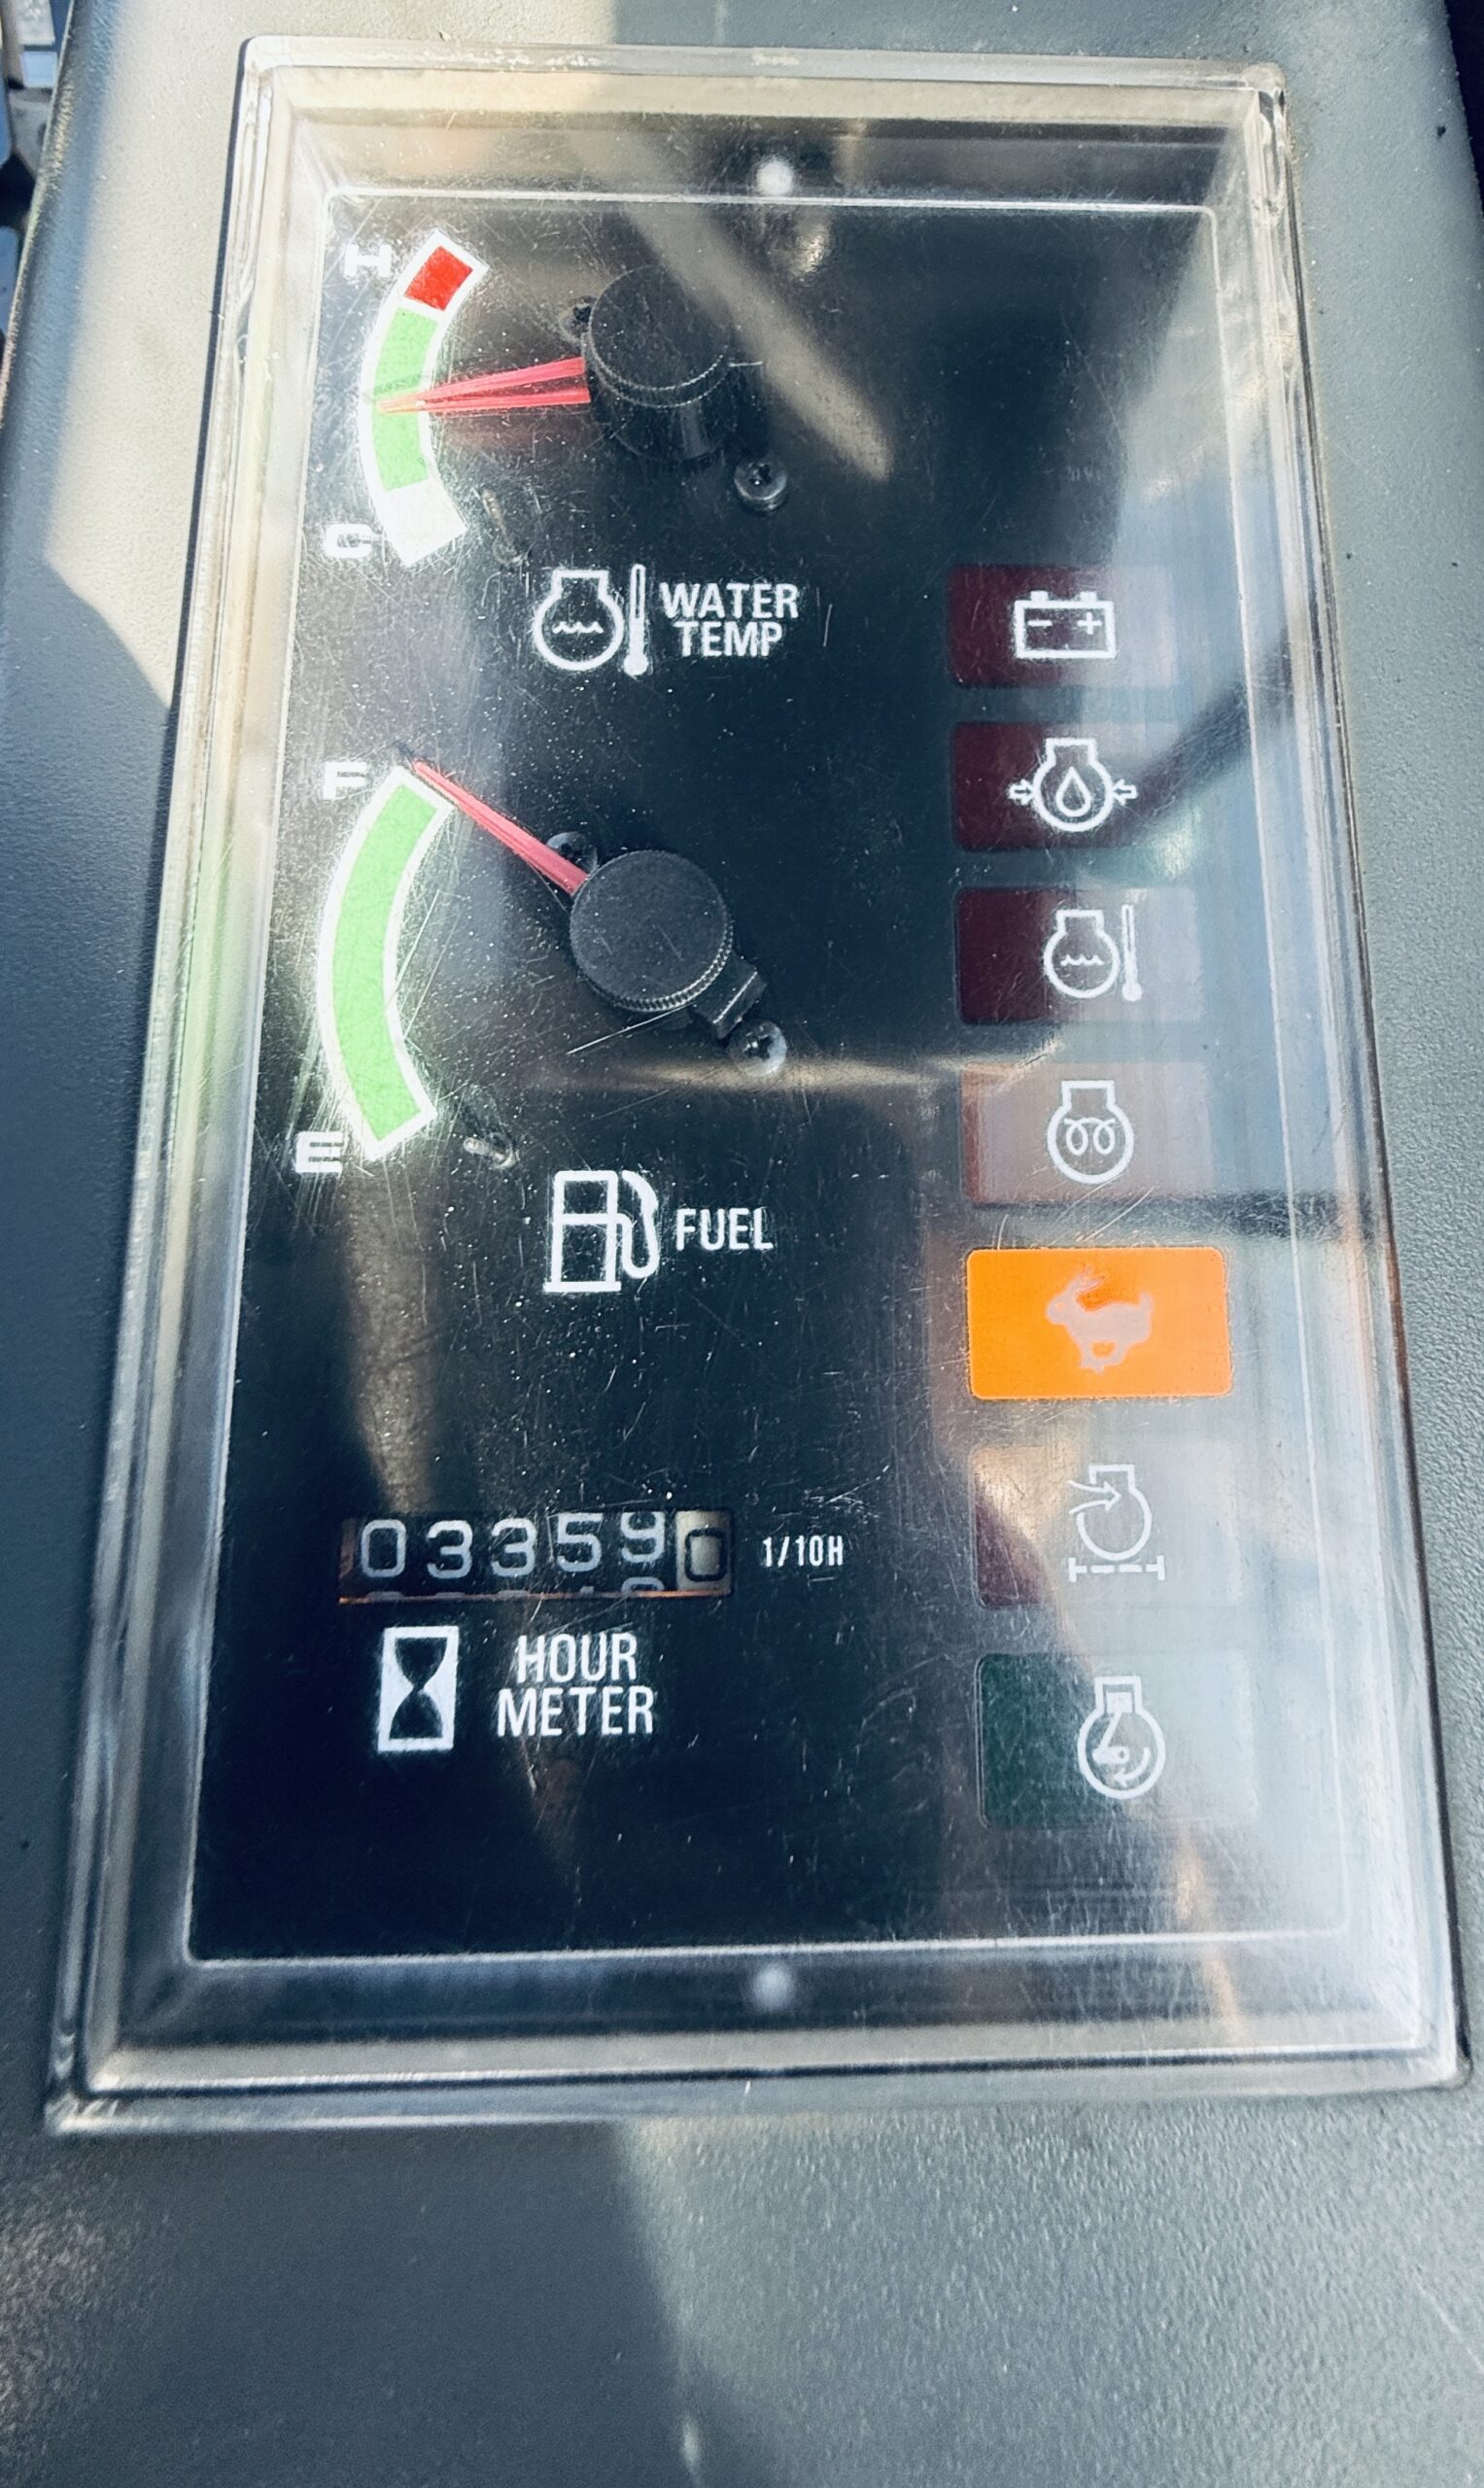 H
C
WATER
TEMP
- +
F
E
FUEL
033590 1/10H
HOUR
METER